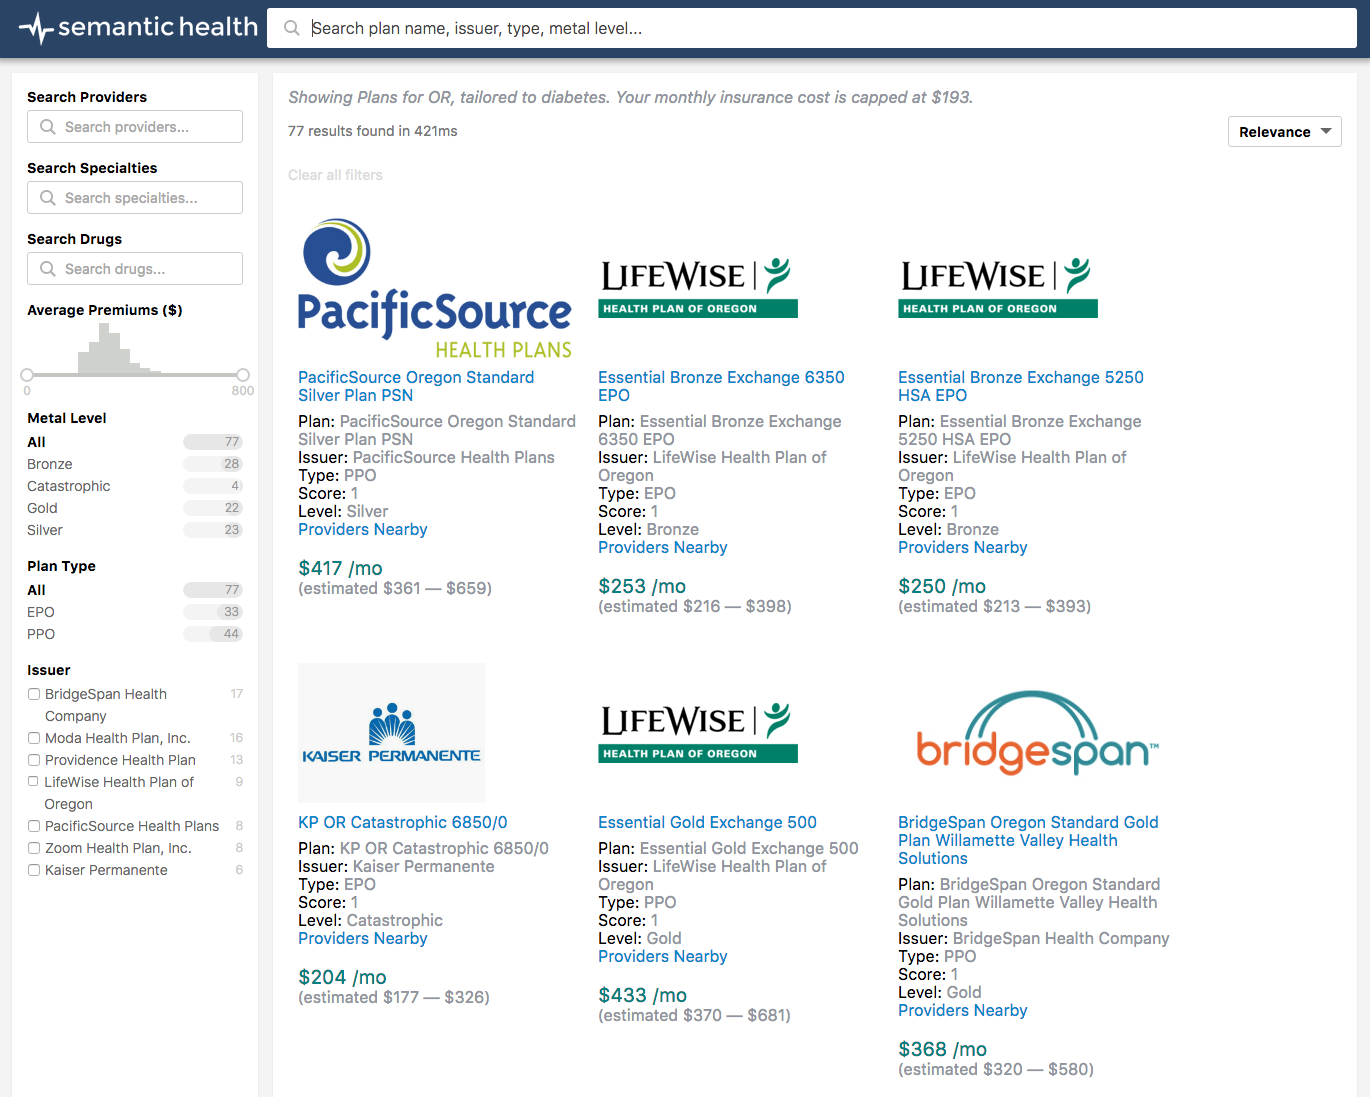 semantic health
Search plan name, issuer, type, metal level...
Search Providers
Search providers...
Search Specialties
Search specialties...
Search Drugs
Search drugs...
Average Premiums ($)
0 800
Metal Level
All 77
Bronze 28
Catastrophic 4
Gold 22
Silver 23
Plan Type
All 77
EPO 33
PPO 44
Issuer
BridgeSpan Health 17
Company
Moda Health Plan, Inc. 16
Providence Health Plan 13
LifeWise Health Plan of 9
Oregon
PacificSource Health Plans 8
Zoom Health Plan, Inc. 8
Kaiser Permanente 6
Showing Plans for OR, tailored to diabetes. Your monthly insurance cost is capped at $193.
77 results found in 421ms
Relevance
Clear all filters
PacificSource
HEALTH PLANS
PacificSource Oregon Standard
Silver Plan PSN
Plan: PacificSource Oregon Standard
Silver Plan PSN
Issuer: PacificSource Health Plans
Type: PPO
Score: 1
Level: Silver
Providers Nearby
$417 /mo
(estimated $361 — $659)
LIFEWISE
HEALTH PLAN OF OREGON
Essential Bronze Exchange 6350
EPO
Plan: Essential Bronze Exchange
6350 EPO
Issuer: LifeWise Health Plan of
Oregon
Type: EPO
Score: 1
Level: Bronze
Providers Nearby
$253 /mo
(estimated $216 — $398)
LIFEWISE
HEALTH PLAN OF OREGON
Essential Bronze Exchange 5250
HSA EPO
Plan: Essential Bronze Exchange
5250 HSA EPO
Issuer: LifeWise Health Plan of
Oregon
Type: EPO
Score: 1
Level: Bronze
Providers Nearby
$250 /mo
(estimated $213 — $393)
KAISER PERMANENTE
KP OR Catastrophic 6850/0
Plan: KP OR Catastrophic 6850/0
Issuer: Kaiser Permanente
Type: EPO
Score: 1
Level: Catastrophic
Providers Nearby
$204 /mo
(estimated $177 — $326)
LIFEWISE
HEALTH PLAN OF OREGON
Essential Gold Exchange 500
Plan: Essential Gold Exchange 500
Issuer: LifeWise Health Plan of
Oregon
Type: PPO
Score: 1
Level: Gold
Providers Nearby
$433 /mo
(estimated $370 — $681)
bridgespan™
BridgeSpan Oregon Standard Gold
Plan Willamette Valley Health
Solutions
Plan: BridgeSpan Oregon Standard
Gold Plan Willamette Valley Health
Solutions
Issuer: BridgeSpan Health Company
Type: PPO
Score: 1
Level: Gold
Providers Nearby
$368 /mo
(estimated $320 — $580)